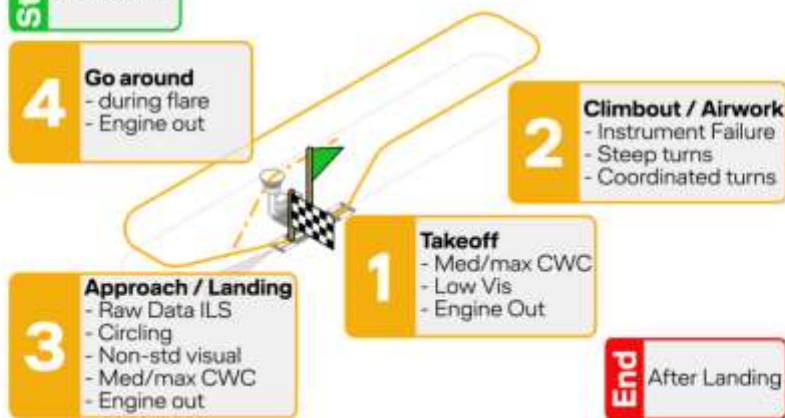 4
Go around
- during flare
- Engine out
2
Climbout / Airwork
- Instrument Failure
- Steep turns
- Coordinated turns
1
Takeoff
- Med/max CWC
- Low Vis
- Engine Out
3
Approach / Landing
- Raw Data ILS
- Circling
- Non-std visual
- Med/max CWC
- Engine out
End
After Landing